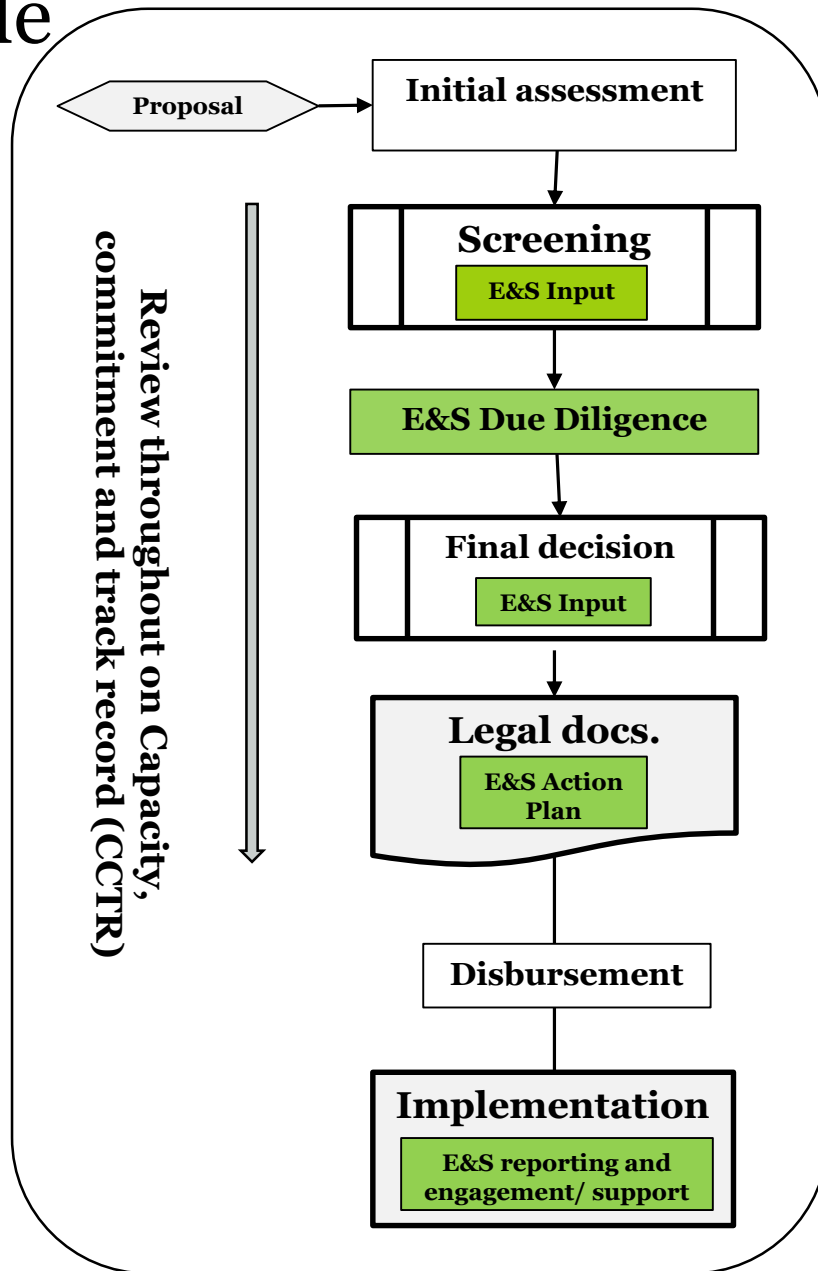 Proposal
Initial assessment
Screening
E&S Input
E&S Due Diligence
Final decision
E&S Input
Legal docs.
E&S Action
Plan
Disbursement
Implementation
E&S reporting and
engagement/ support
Review throughout on Capacity,
commitment and track record (CCTR)